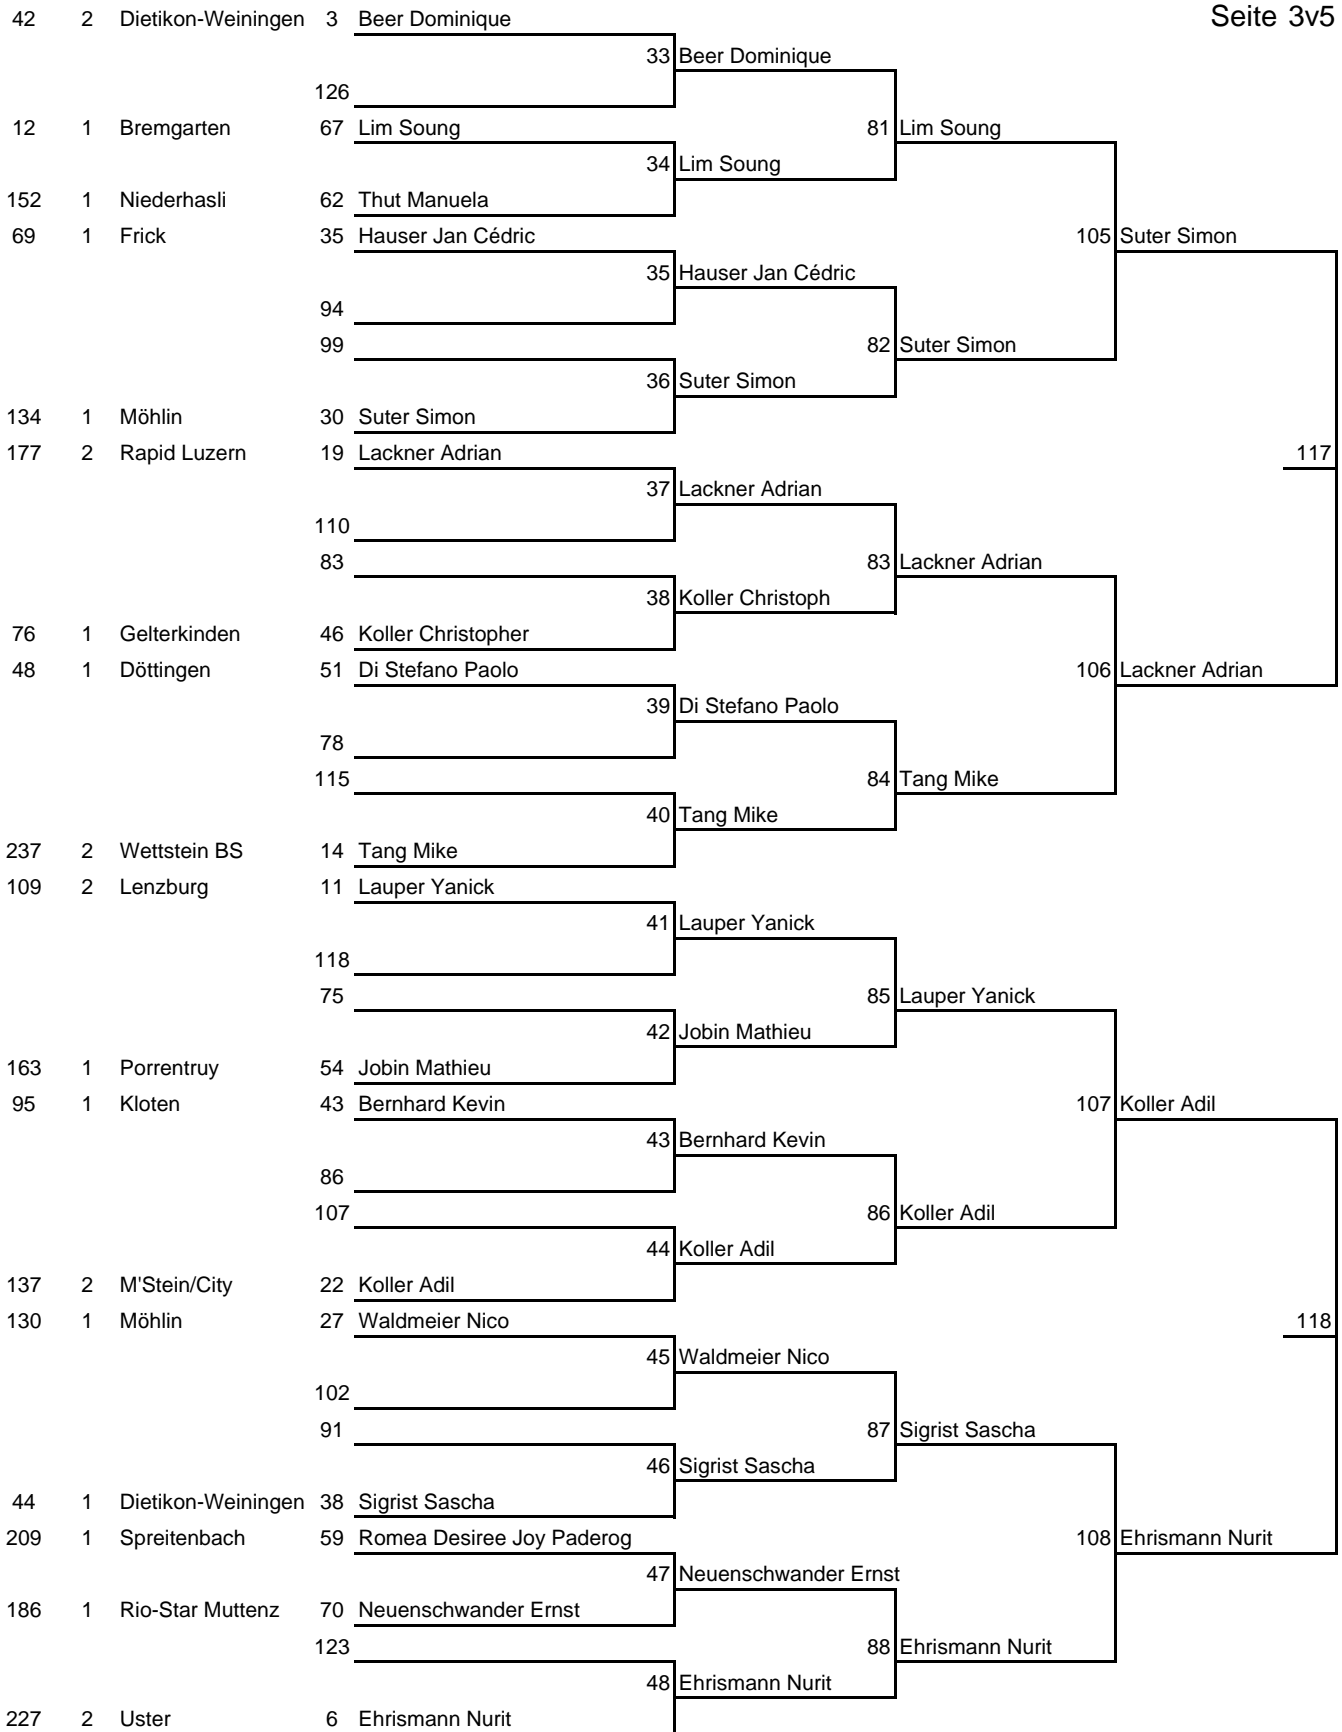 42 2 Dietikon-Weiningen 3 Beer Dominique Seite 3v5
33 Beer Dominique
126
12 1 Bremgarten 67 Lim Soung 81 Lim Soung
34 Lim Soung
152 1 Niederhasli 62 Thut Manuela
69 1 Frick 35 Hauser Jan Cédric 105 Suter Simon
35 Hauser Jan Cédric
94
99 82 Suter Simon
36 Suter Simon
134 1 Möhlin 30 Suter Simon
177 2 Rapid Luzern 19 Lackner Adrian 117
37 Lackner Adrian
110
83 83 Lackner Adrian
38 Koller Christoph
76 1 Gelterkinden 46 Koller Christopher
48 1 Döttingen 51 Di Stefano Paolo 106 Lackner Adrian
39 Di Stefano Paolo
78
115 84 Tang Mike
40 Tang Mike
237 2 Wettstein BS 14 Tang Mike
109 2 Lenzburg 11 Lauper Yanick
41 Lauper Yanick
118
75 85 Lauper Yanick
42 Jobin Mathieu
163 1 Porrentruy 54 Jobin Mathieu
95 1 Kloten 43 Bernhard Kevin 107 Koller Adil
43 Bernhard Kevin
86
107 86 Koller Adil
44 Koller Adil
137 2 M'Stein/City 22 Koller Adil
130 1 Möhlin 27 Waldmeier Nico 118
45 Waldmeier Nico
102
91 87 Sigrist Sascha
46 Sigrist Sascha
44 1 Dietikon-Weiningen 38 Sigrist Sascha
209 1 Spreitenbach 59 Romea Desiree Joy Paderog 108 Ehrismann Nurit
47 Neuenschwander Ernst
186 1 Rio-Star Muttenz 70 Neuenschwander Ernst
123 88 Ehrismann Nurit
48 Ehrismann Nurit
227 2 Uster 6 Ehrismann Nurit